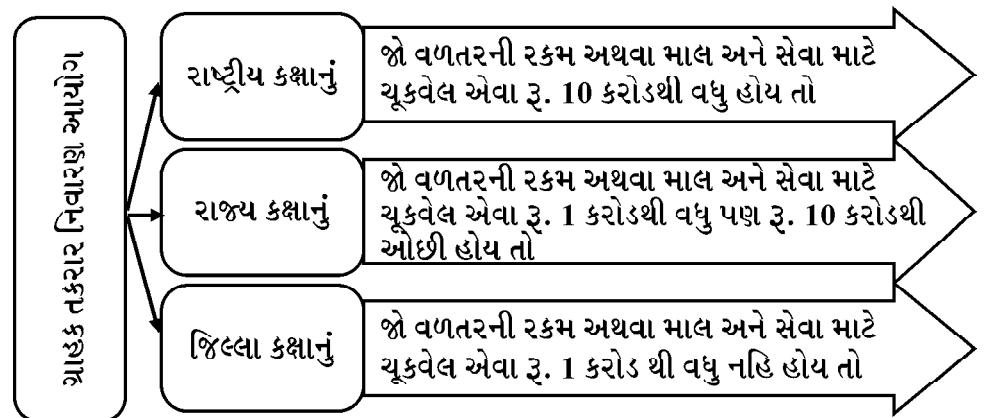 ગ્રાહક તકરાર નિવારણ આયોગ
રાષ્ટ્રીય કક્ષાનું
જો વળતરની રકમ અથવા માલ અને સેવા માટે
ચૂકવેલ એવા રૂ. 10 કરોડથી વધુ હોય તો
રાજ્ય કક્ષાનું
જો વળતરની રકમ અથવા માલ અને સેવા માટે
ચૂકવેલ એવા રૂ. 1 કરોડથી વધુ પણ રૂ. 10 કરોડથી
ઓછી હોય તો
જિલ્લા કક્ષાનું
જો વળતરની રકમ અથવા માલ અને સેવા માટે
ચૂકવેલ એવા રૂ. 1 કરોડ થી વધુ નહિ હોય તો